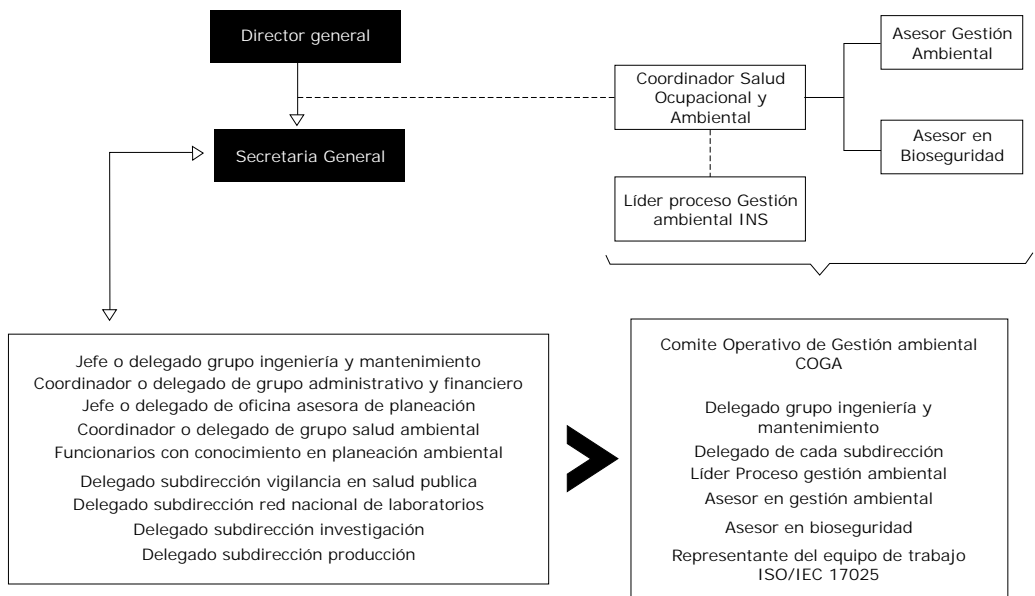 Director general
Secretaria General
Coordinador Salud
Ocupacional y
Ambiental
Asesor Gestión
Ambiental
Asesor en
Bioseguridad
Líder proceso Gestión
ambiental INS
Jefe o delegado grupo ingeniería y mantenimiento
Coordinador o delegado de grupo administrativo y financiero
Jefe o delegado de oficina asesora de planeación
Coordinador o delegado de grupo salud ambiental
Funcionarios con conocimiento en planeación ambiental
Delegado subdirección vigilancia en salud publica
Delegado subdirección red nacional de laboratorios
Delegado subdirección investigación
Delegado subdirección producción
Comite Operativo de Gestión ambiental
COGA
Delegado grupo ingeniería y
mantenimiento
Delegado de cada subdirección
Líder Proceso gestión ambiental
Asesor en gestión ambiental
Asesor en bioseguridad
Representante del equipo de trabajo
ISO/IEC 17025